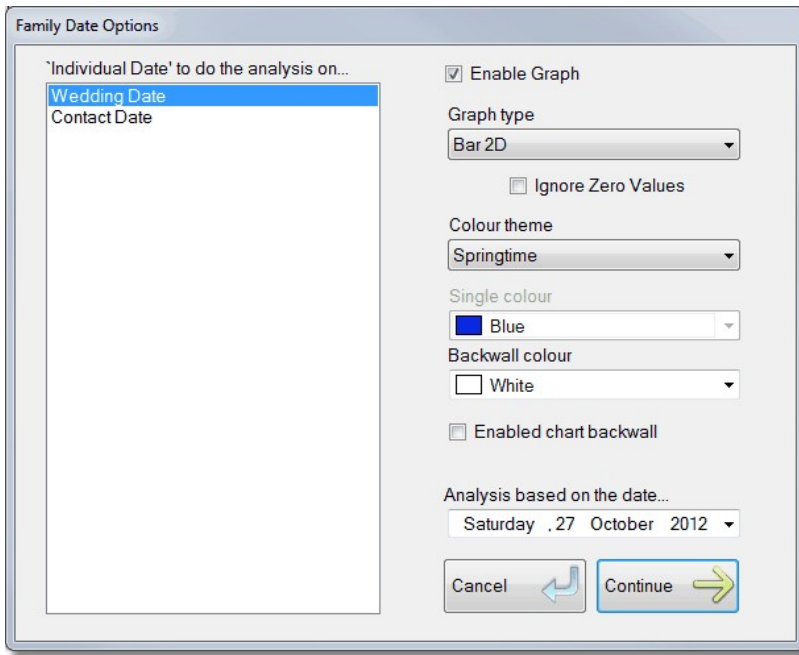 Family Date Options
`Individual Date' to do the analysis on...
Wedding Date
Contact Date
Enable Graph
Graph type
Bar 2D
Ignore Zero Values
Colour theme
Springtime
Single colour
Blue
Backwall colour
White
Enabled chart backwall
Analysis based on the date...
Saturday , 27 October 2012
Cancel
Continue